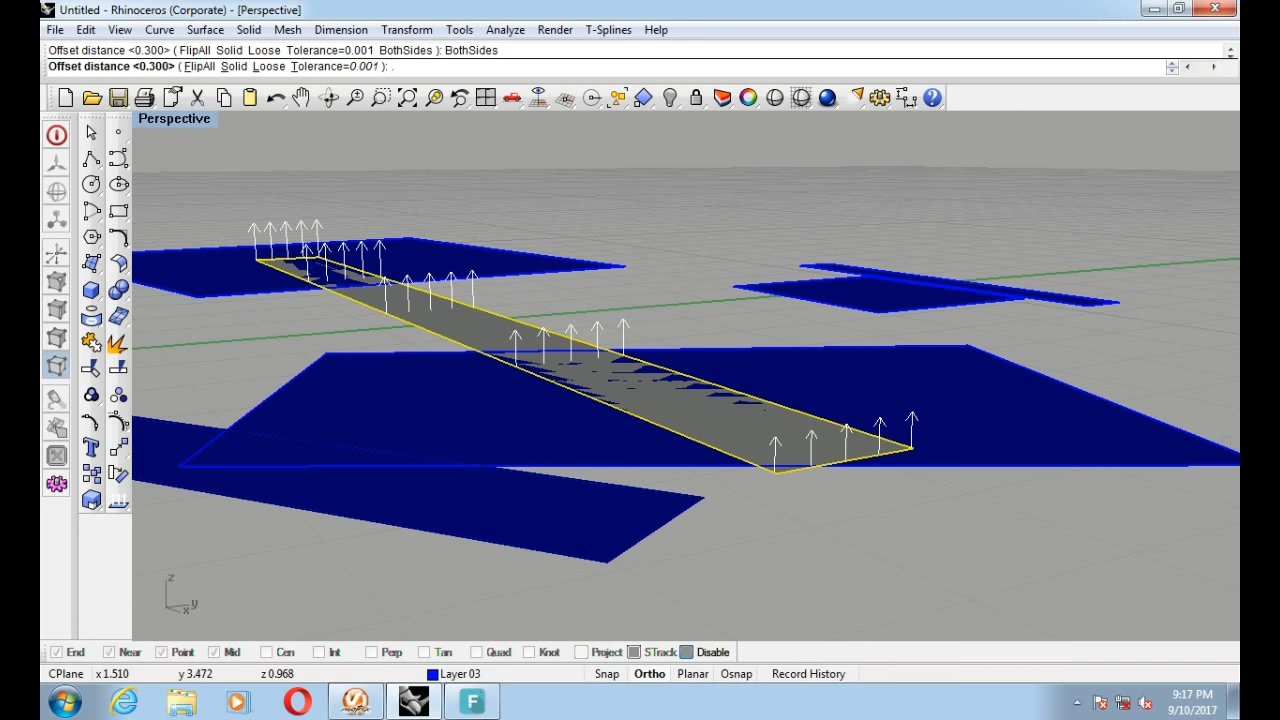 Untitled - Rhinoceros (Corporate) - [Perspective]
File Edit View Curve Surface Solid Mesh Dimension Transform Tools Analyze Render T-Splines Help
Offset distance <0.300> ( FlipAll Solid Loose Tolerance=0.001 BothSides ): BothSides
Offset distance <0.300> ( FlipAll Solid Loose Tolerance=0.001 ): .
Perspective
z
y
x
End Near Point Mid Cen Int Perp Tan Quad Knot Project STrack Disable
CPlane x 1.510 y 3.472 z 0.968 Layer 03 Snap Ortho Planar Osnap Record History
9:17 PM
9/10/2017